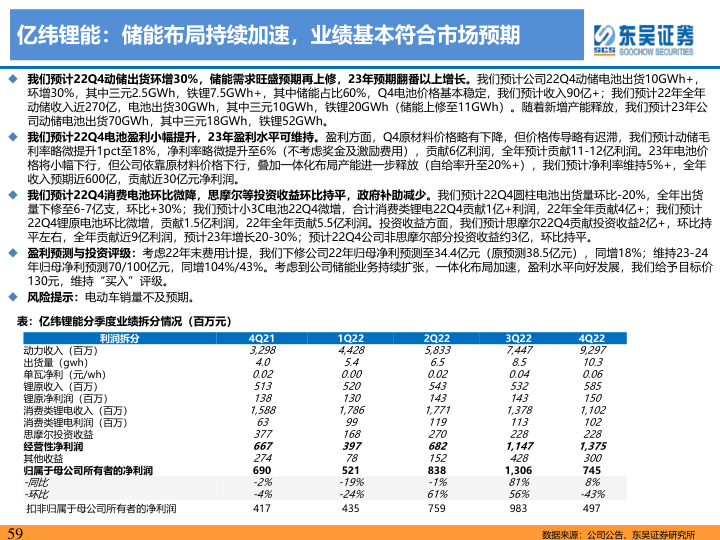 亿纬锂能：储能布局持续加速，业绩基本符合市场预期
SCS 东吴证券
SOOCHOW SECURITIES
◆ 我们预计22Q4动储出货环增30%，储能需求旺盛预期再上修，23年预期翻番以上增长。我们预计公司22Q4动储电池出货10GWh+，
环增30%，其中三元2.5GWh，铁锂7.5GWh+，其中储能占比60%，Q4电池价格基本稳定，我们预计收入90亿+；我们预计22年全年
动储收入近270亿，电池出货30GWh，其中三元10GWh，铁锂20GWh（储能上修至11GWh）。随着新增产能释放，我们预计23年公
司动储电池出货70GWh，其中三元18GWh，铁锂52GWh。
◆ 我们预计22Q4电池盈利小幅提升，23年盈利水平可维持。盈利方面，Q4原材料价格略有下降，但价格传导略有迟滞，我们预计动储毛
利率略微提升1pct至18%，净利率略微提升至6%（不考虑奖金及激励费用），贡献6亿利润，全年预计贡献11-12亿利润。23年电池价
格将小幅下行，但公司依靠原材料价格下行，叠加一体化布局产能进一步释放（自给率升至20%+），我们预计净利率维持5%+，全年
收入预期近600亿，贡献近30亿元净利润。
◆ 我们预计22Q4消费电池环比微降，思摩尔等投资收益环比持平，政府补助减少。我们预计22Q4圆柱电池出货量环比-20%，全年出货
量下修至6-7亿支，环比+30%；我们预计小3C电池22Q4微增，合计消费类锂电22Q4贡献1亿+利润，22年全年贡献4亿+；我们预计
22Q4锂原电池环比微增，贡献1.5亿利润，22年全年贡献5.5亿利润。投资收益方面，我们预计思摩尔22Q4贡献投资收益2亿+，环比持
平左右，全年贡献近9亿利润，预计23年增长20-30%；预计22Q4公司非思摩尔部分投资收益约3亿，环比持平。
◆ 盈利预测与投资评级：考虑22年末费用计提，我们下修公司22年归母净利预测至34.4亿元（原预测38.5亿元），同增18%；维持23-24
年归母净利预测70/100亿元，同增104%/43%。考虑到公司储能业务持续扩张，一体化布局加速，盈利水平向好发展，我们给予目标价
130元，维持“买入”评级。
◆ 风险提示：电动车销量不及预期。
表：亿纬锂能分季度业绩拆分情况（百万元）
利润拆分 4Q21 1Q22 2Q22 3Q22 4Q22
动力收入（百万） 3,298 4,428 5,833 7,447 9,297
出货量（gwh） 4.0 5.4 6.5 8.5 10.3
单瓦净利（元/wh） 0.02 0.00 0.02 0.04 0.06
锂原收入（百万） 513 520 543 532 585
锂原净利润（百万） 138 130 143 143 150
消费类锂电收入（百万） 1,588 1,786 1,771 1,378 1,102
消费类锂电利润（百万） 63 99 119 113 102
思摩尔投资收益 377 168 270 228 228
经营性净利润 667 397 682 1,147 1,375
其他收益 274 78 152 428 300
归属于母公司所有者的净利润 690 521 838 1,306 745
-同比 -2% -19% -1% 81% 8%
-环比 -4% -24% 61% 56% -43%
扣非归属于母公司所有者的净利润 417 435 759 983 497
59
数据来源：公司公告、东吴证券研究所